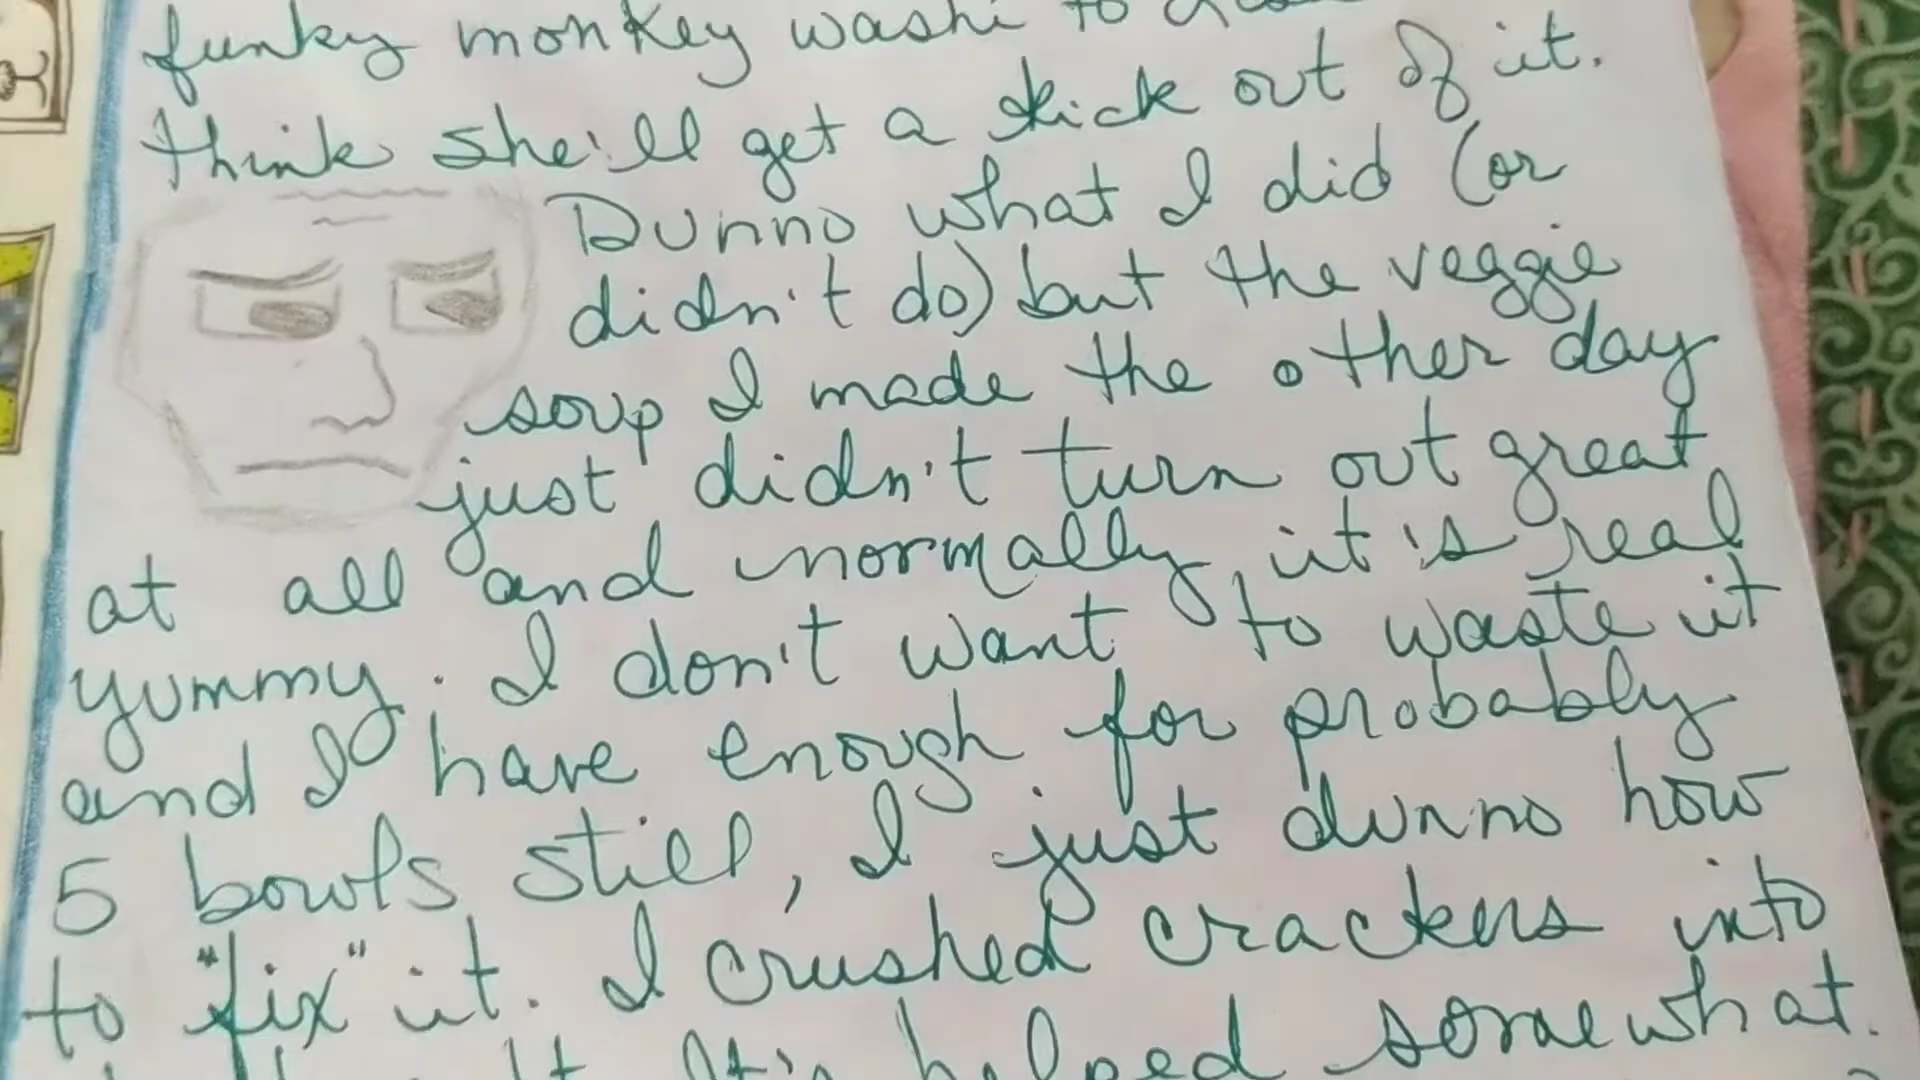 funky monkey washi to
think she'll get a kick out of it.
Dunno what I did (or
didn't do) but the veggie
soup I made the other day
just didn't turn out great
at all and normally, it's real
yummy. I don't want to waste it
and I have enough for probably
5 bowls still, I just dunno how
to "fix" it. I crushed crackers into
helped somewhat.